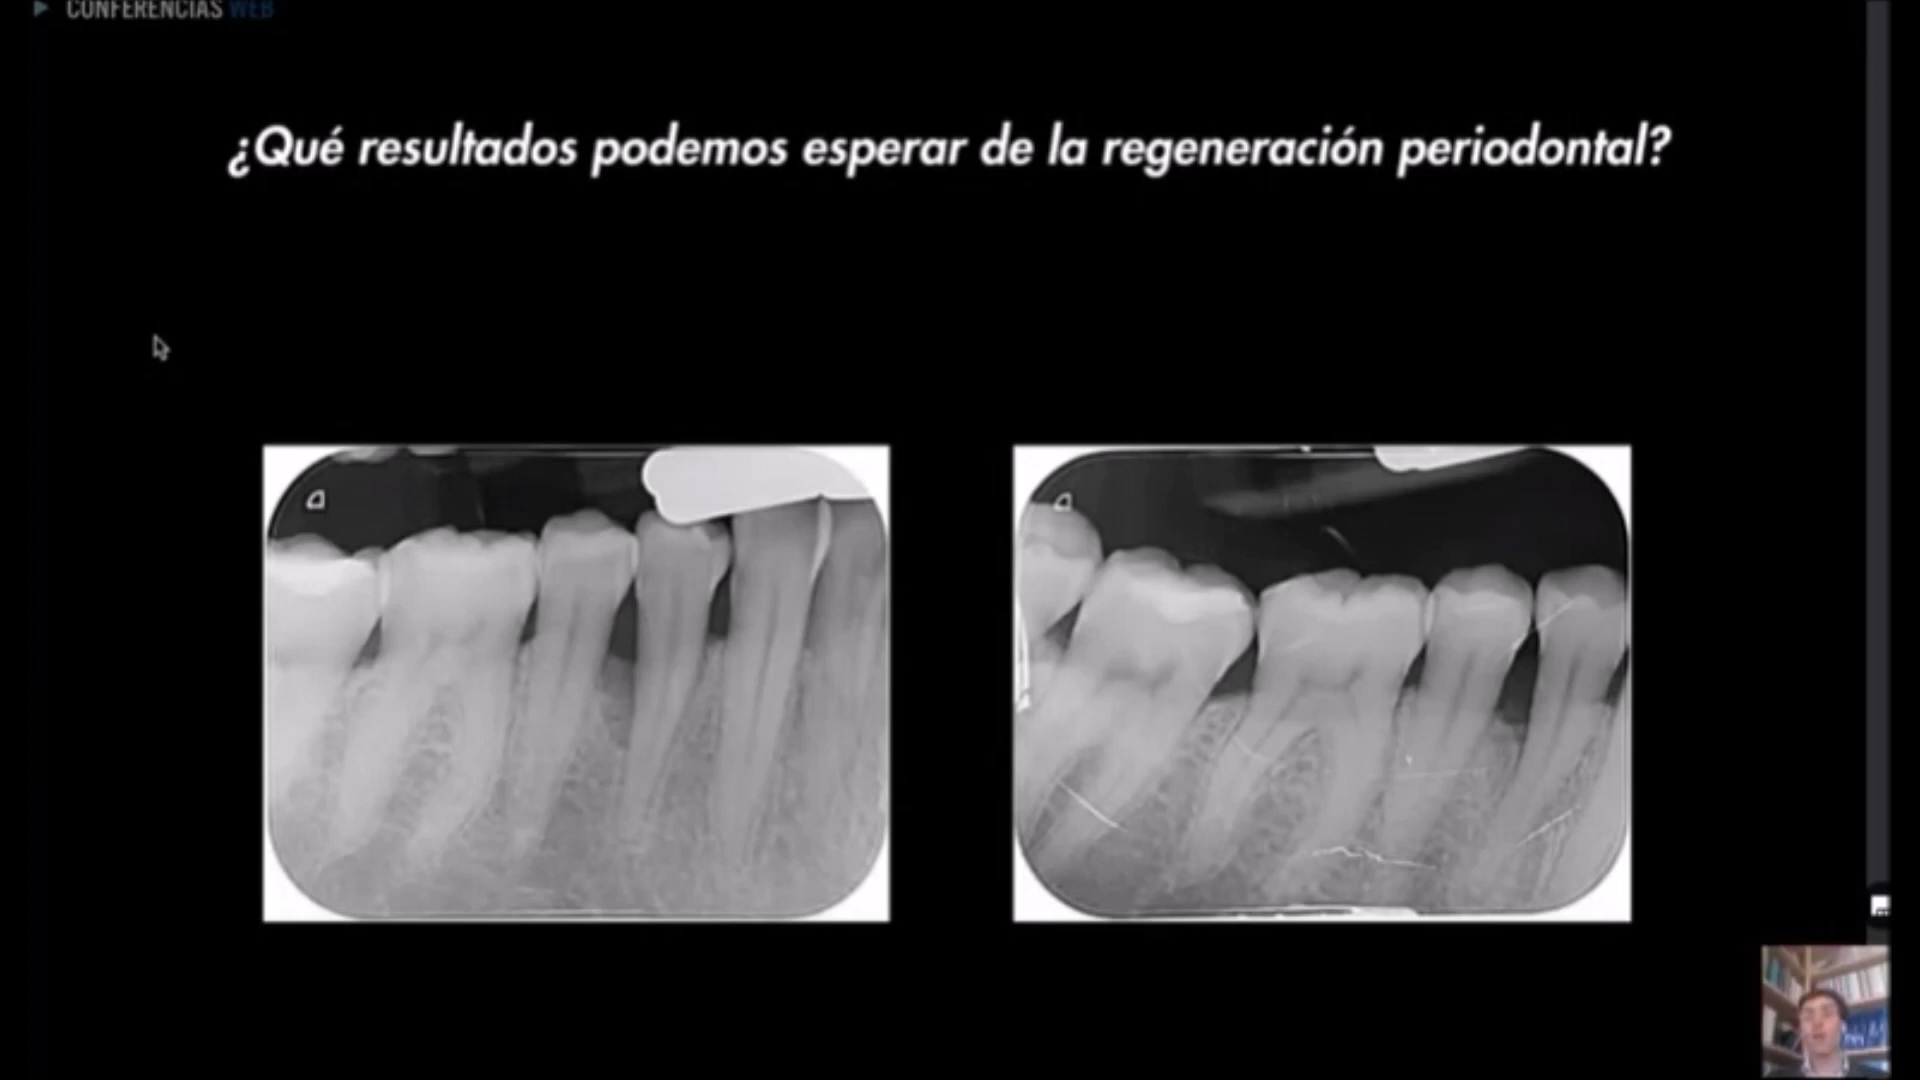 CONFERENCIAS WEB
¿Qué resultados podemos esperar de la regeneración periodontal?